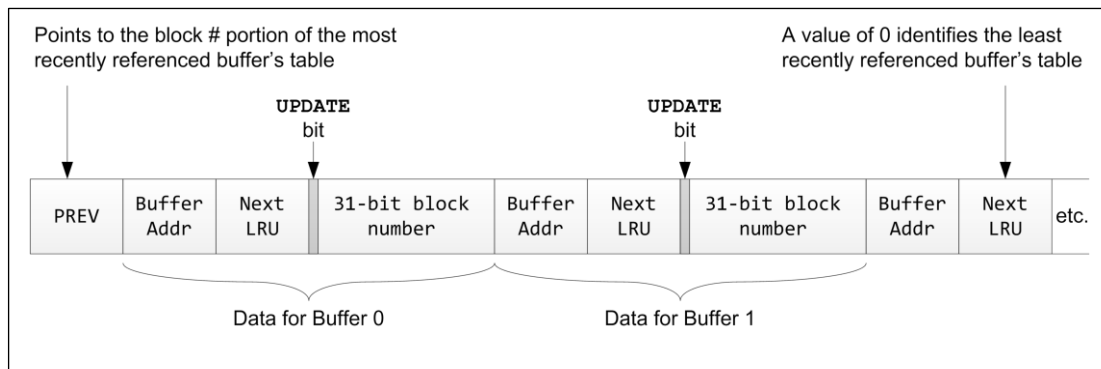 Points to the block # portion of the most
recently referenced buffer's table
A value of 0 identifies the least
recently referenced buffer's table
UPDATE
bit
UPDATE
bit
PREV
Buffer
Addr
Next
LRU
31-bit block
number
Buffer
Addr
Next
LRU
31-bit block
number
Buffer
Addr
Next
LRU
etc.
Data for Buffer 0
Data for Buffer 1